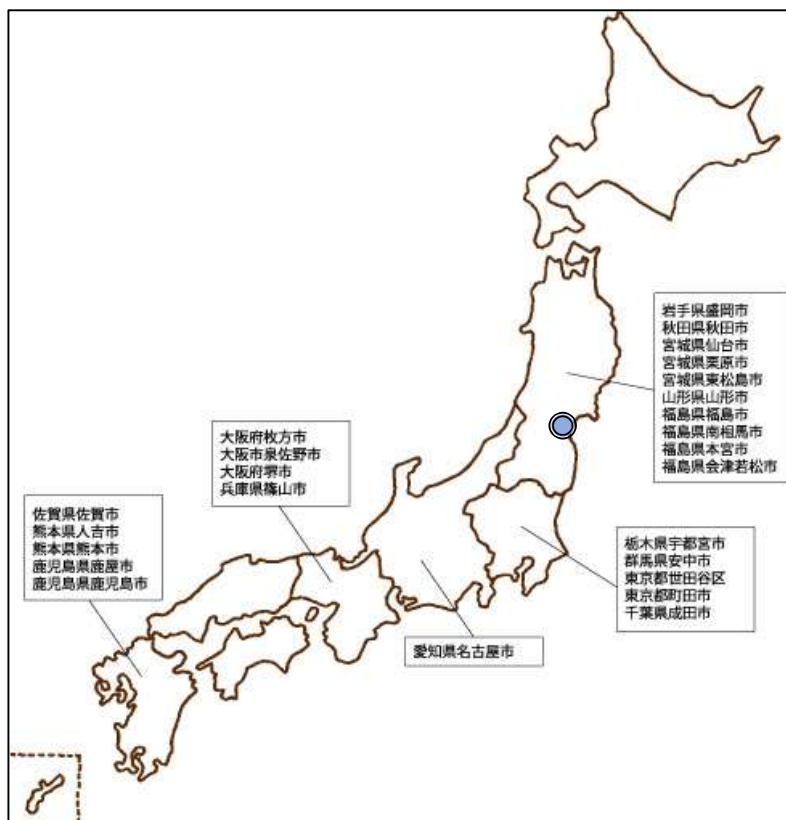 岩手県盛岡市
秋田県秋田市
宮城県仙台市
宮城県栗原市
宮城県東松島市
山形県山形市
福島県福島市
福島県南相馬市
福島県本宮市
福島県会津若松市
大阪府枚方市
大阪市泉佐野市
大阪府堺市
兵庫県篠山市
佐賀県佐賀市
熊本県人吉市
熊本県熊本市
鹿児島県鹿屋市
鹿児島県鹿児島市
栃木県宇都宮市
群馬県安中市
東京都世田谷区
東京都町田市
千葉県成田市
愛知県名古屋市